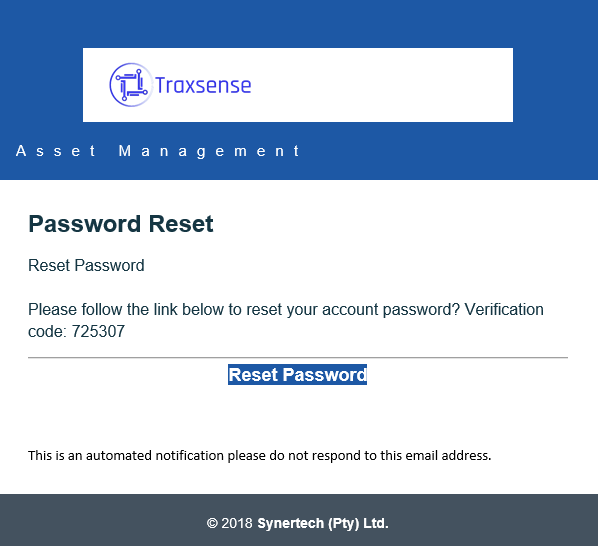 Traxsense
Asset Management
Password Reset
Reset Password
Please follow the link below to reset your account password? Verification
code: 725307
Reset Password
This is an automated notification please do not respond to this email address.
© 2018 Synertech (Pty) Ltd.